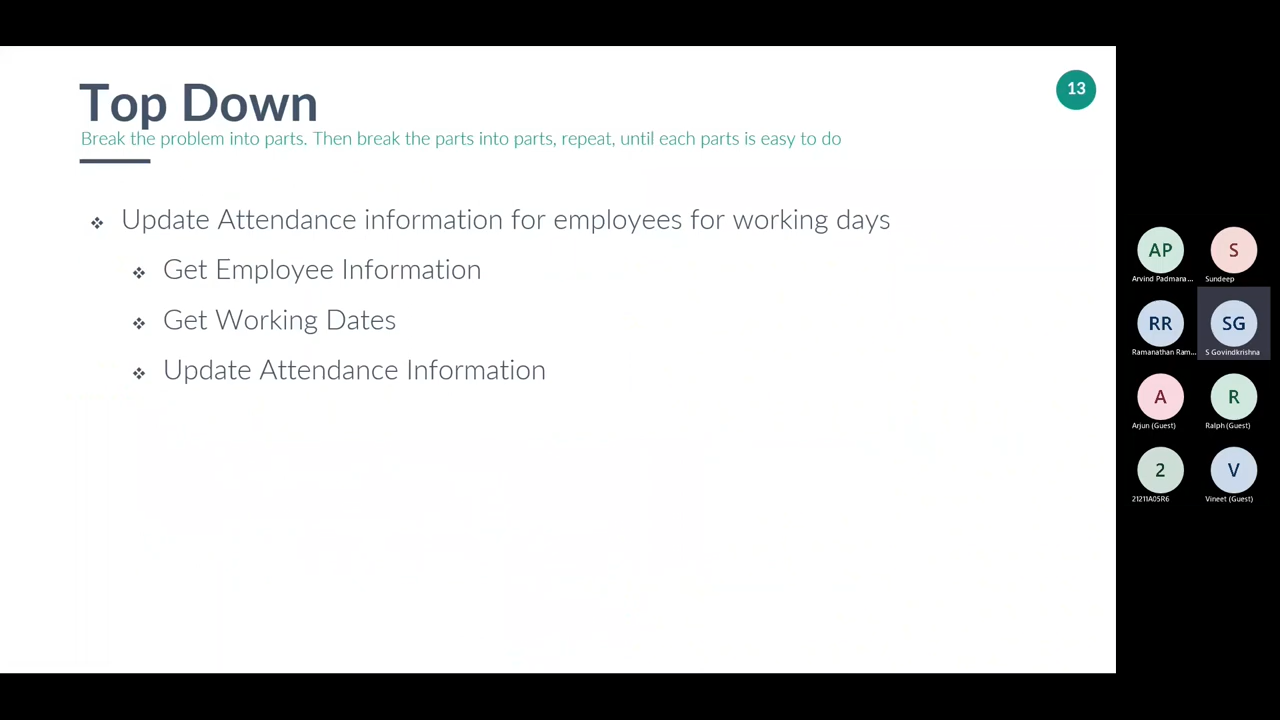 Top Down
13
Break the problem into parts. Then break the parts into parts, repeat, until each parts is easy to do
Update Attendance information for employees for working days
Get Employee Information
Get Working Dates
Update Attendance Information
AP
Arvind Padmana...
S
Sundeep
RR
Ramanathan Ram...
SG
S Govindkrishna
A
Arjun (Guest)
R
Ralph (Guest)
2
21211A05R6
V
Vineet (Guest)